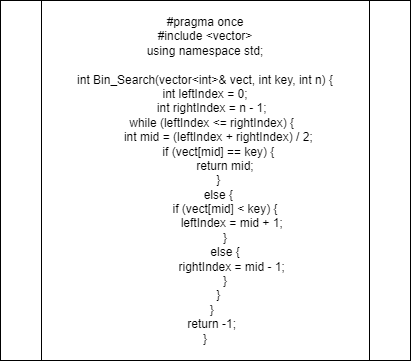 #pragma once
#include <vector>
using namespace std;
int Bin_Search(vector<int>& vect, int key, int n) {
int leftIndex = 0;
int rightIndex = n - 1;
while (leftIndex <= rightIndex) {
int mid = (leftIndex + rightIndex) / 2;
if (vect[mid] == key) {
return mid;
}
else {
if (vect[mid] < key) {
leftIndex = mid + 1;
}
else {
rightIndex = mid - 1;
}
}
}
return -1;
}